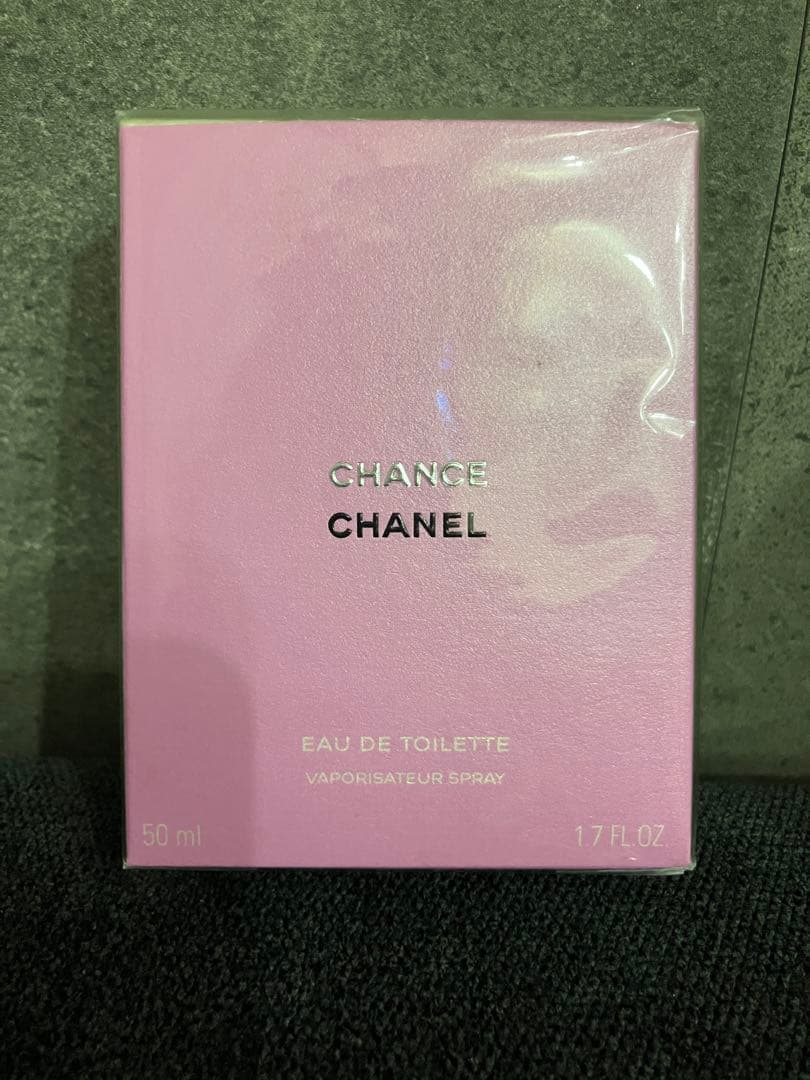 CHANCE
CHANEL
EAU DE TOILETTE
VAPORISATEUR SPRAY
50 ml
1.7 FL.OZ.